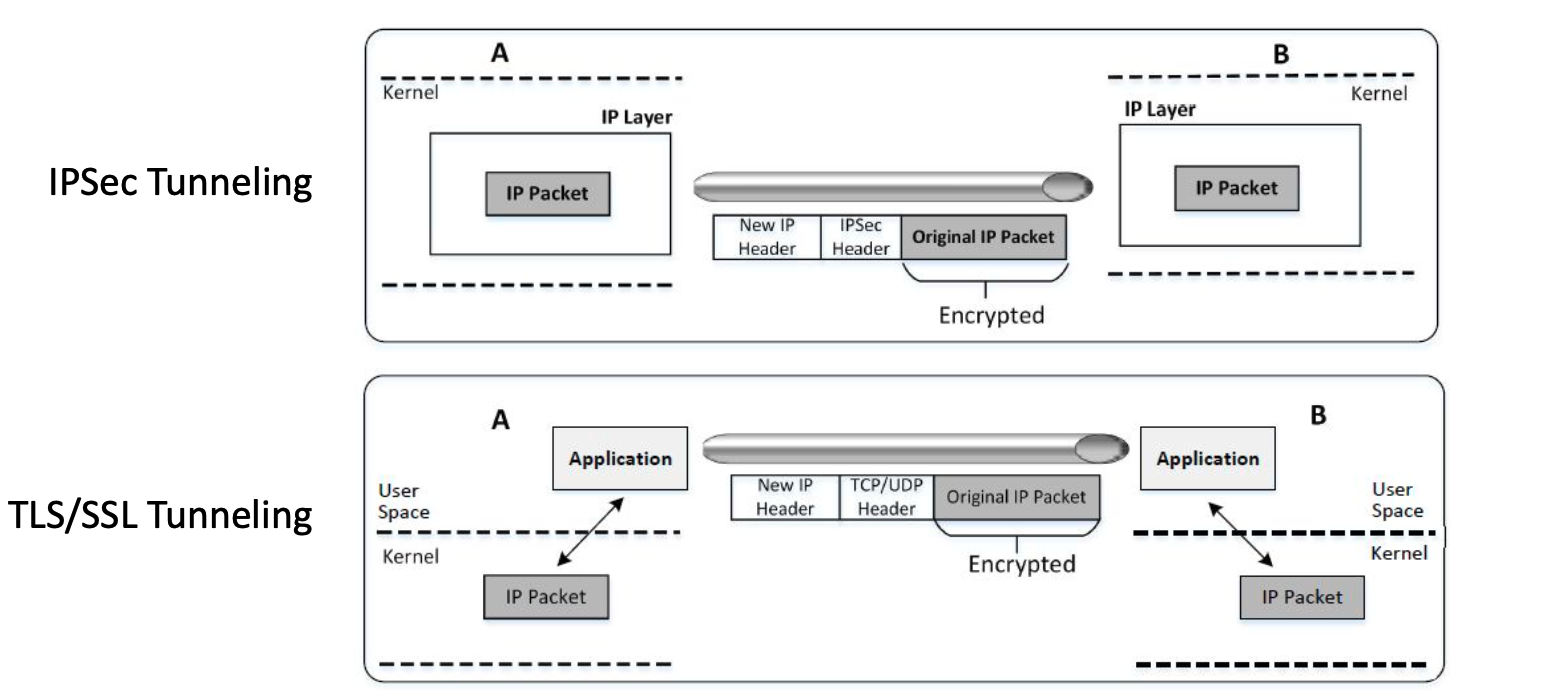 A
B
Kernel
Kernel
IP Layer
IP Layer
IPSec Tunneling
IP Packet
IP Packet
New IP
Header
IPSec
Header
Original IP Packet
Encrypted
A
B
Application
Application
User
Space
User
Space
TLS/SSL Tunneling
New IP
Header
TCP/UDP
Header
Original IP Packet
Kernel
Kernel
Encrypted
IP Packet
IP Packet